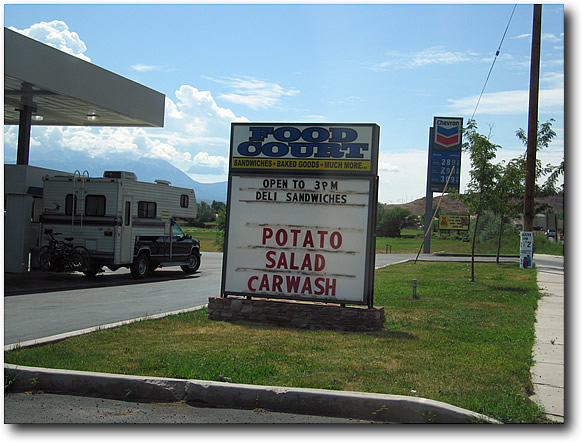 FOOD
COURT
SANDWICHES • BAKED GOODS • MUCH MORE...
OPEN TO 3PM
DELI SANDWICHES
POTATO
SALAD
CARWASH
Chevron